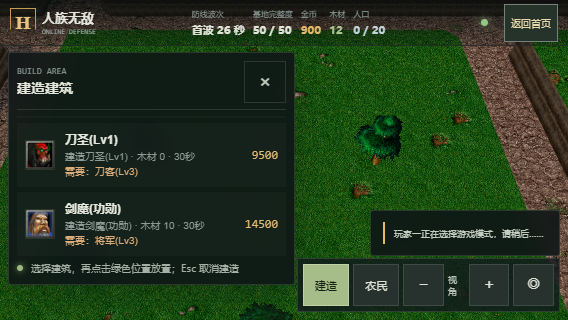 H
人族无敌
ONLINE DEFENSE
防线波次
首波 26 秒
基地完整度
50 / 50
金币
900
木材
12
人口
0 / 20
返回首页
BUILD AREA
建造建筑
×
刀圣(Lv1)
建造刀圣(Lv1) · 木材 0 · 30秒
需要：刀客(Lv3)
9500
剑魔(功勋)
建造剑魔(功勋) · 木材 10 · 30秒
需要：将军(Lv3)
14500
选择建筑，再点击绿色位置放置；Esc 取消建造
玩家一正在选择游戏模式，请稍后......
建造
农民
−
视角
+
◎